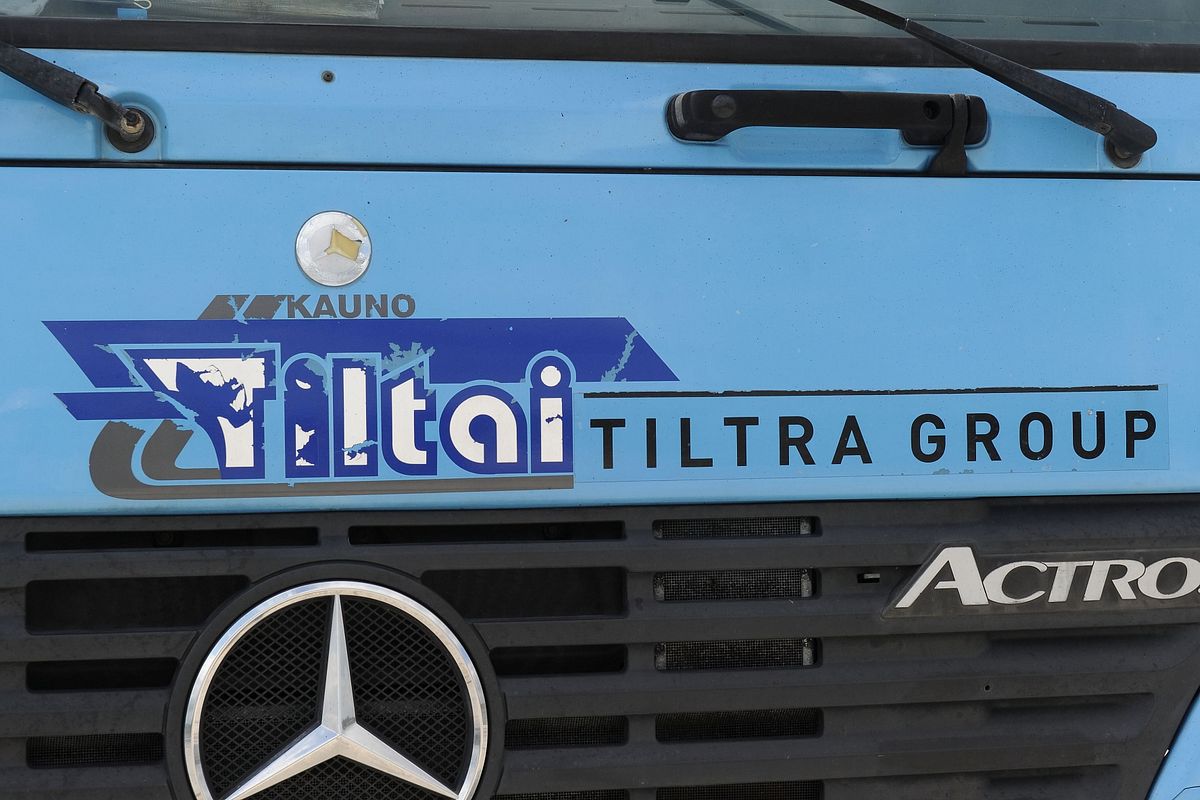 KAUNO
Tiltai
TILTRA GROUP
ACTROS